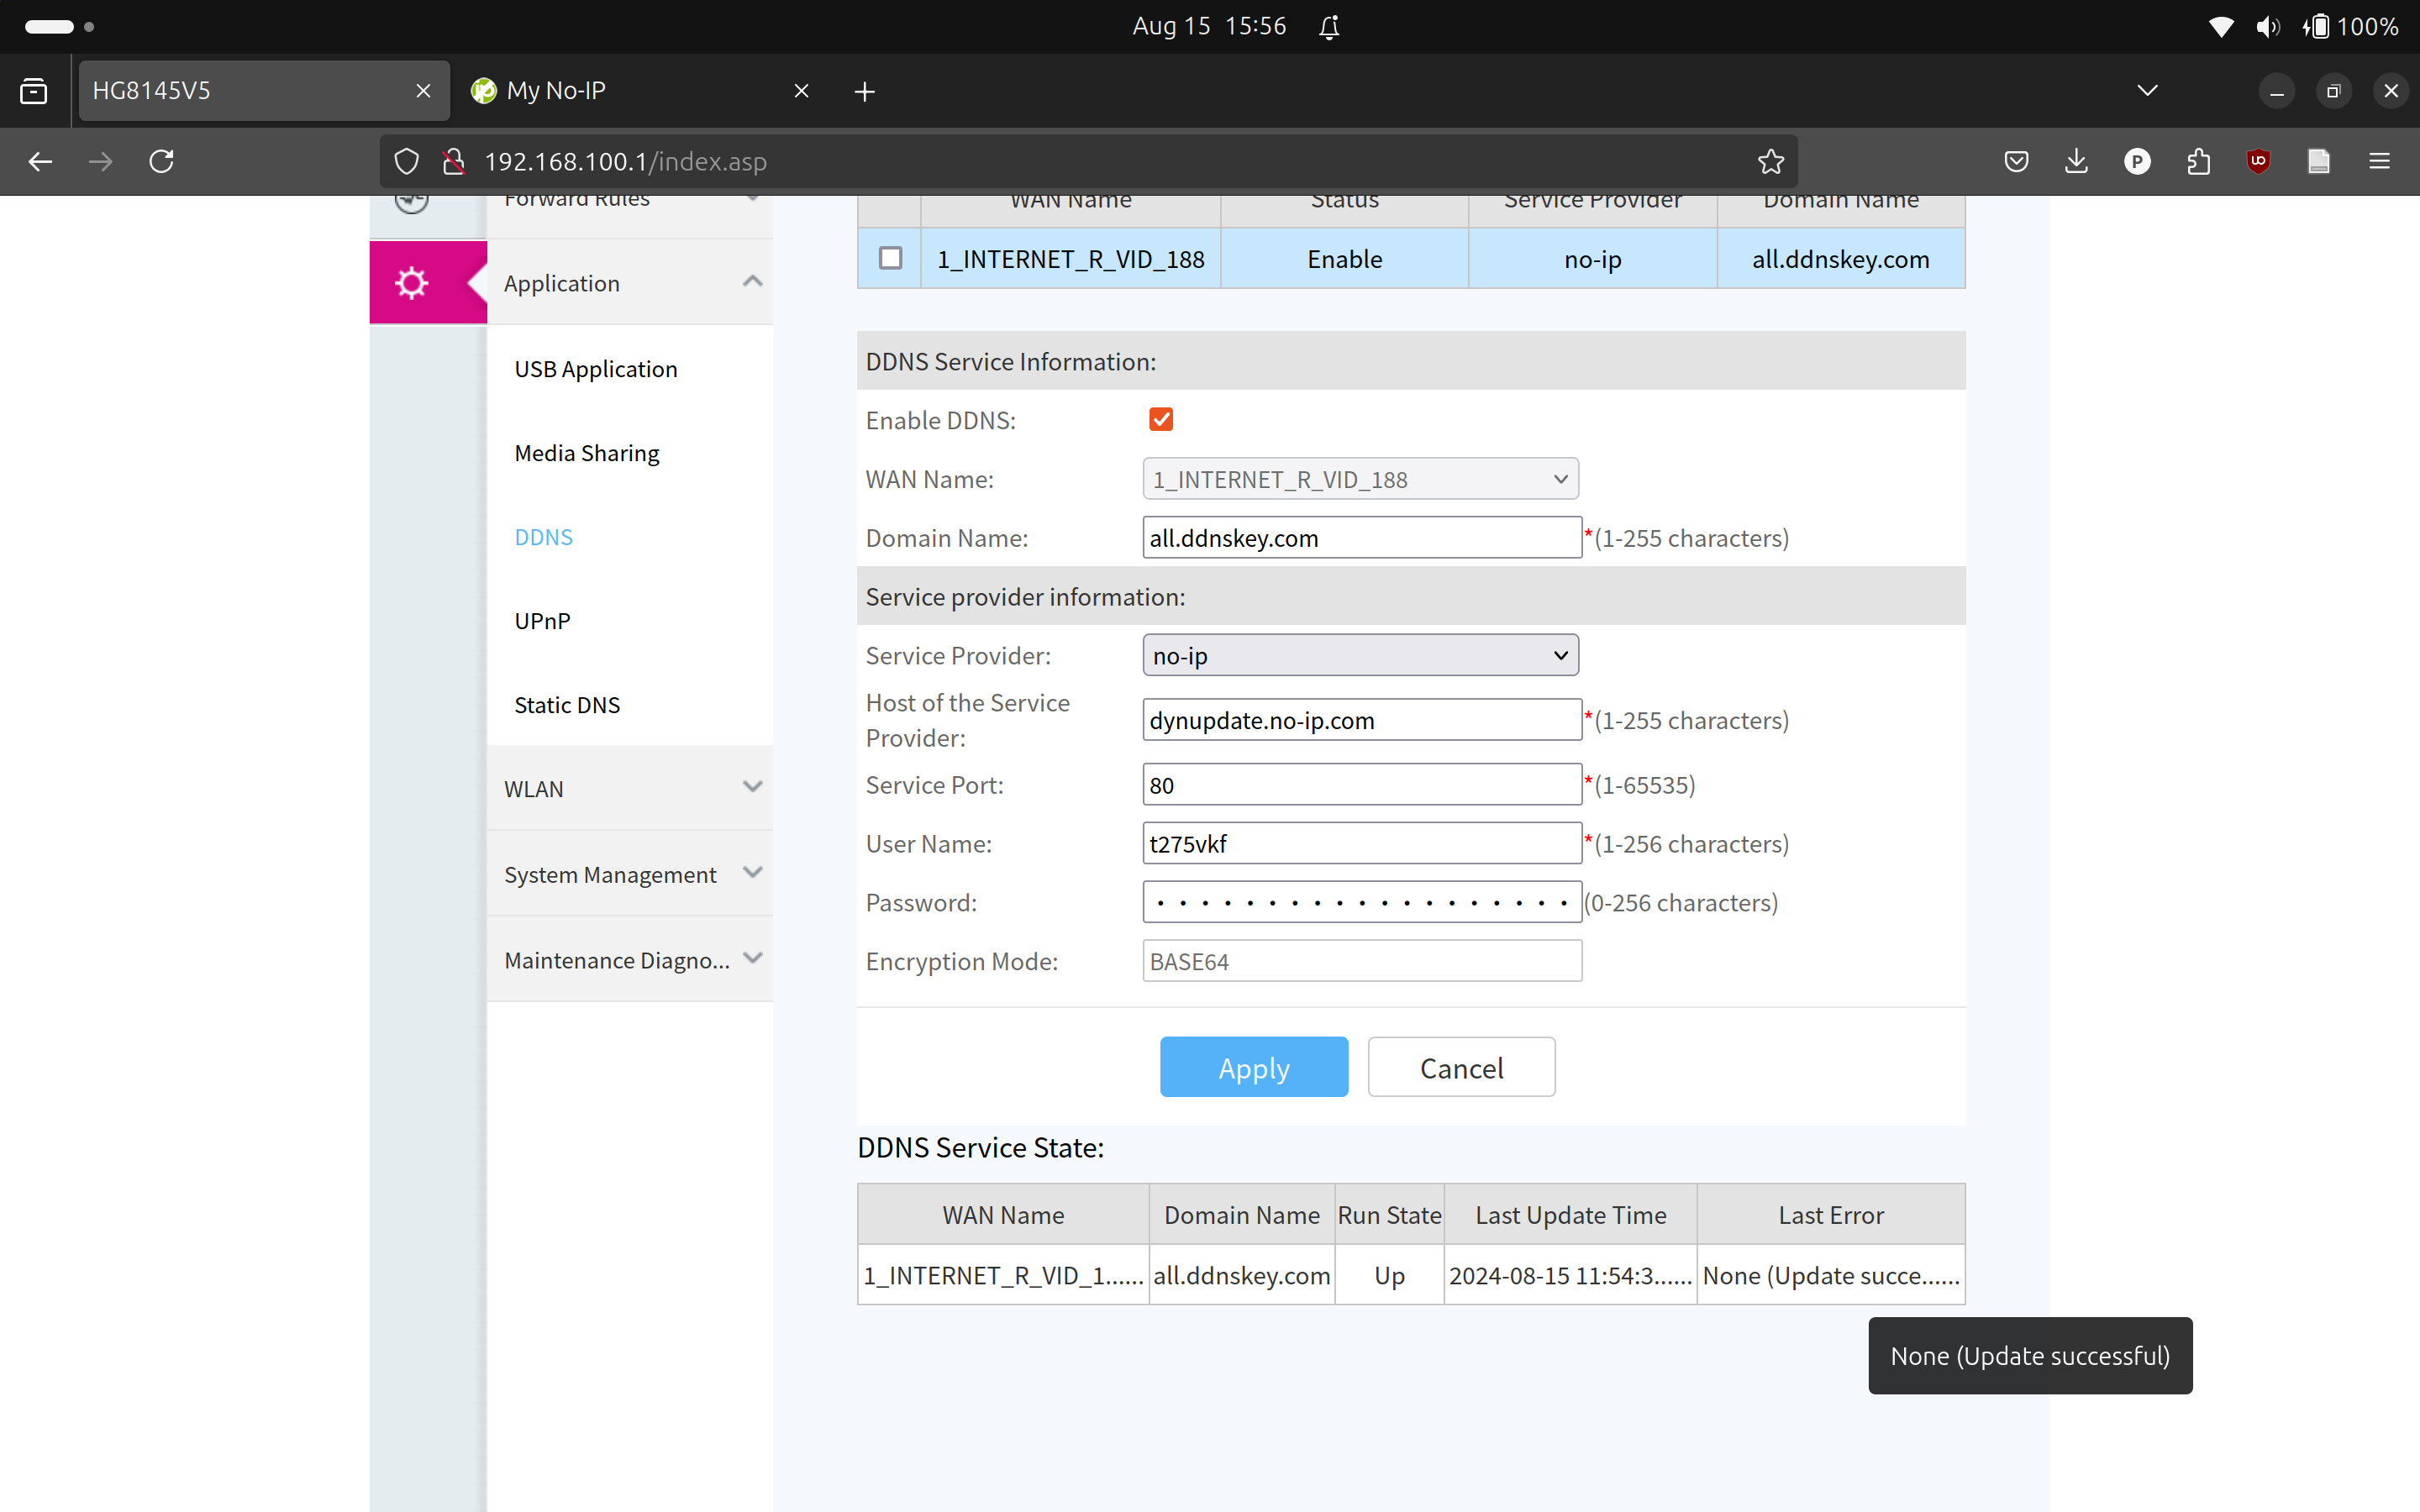 Aug 15 15:56
100%
HG8145V5
My No-IP
192.168.100.1/index.asp
Forward Rules
Application
USB Application
Media Sharing
DDNS
UPnP
Static DNS
WLAN
System Management
Maintenance Diagno...
WAN Name Status Service Provider Domain Name
1_INTERNET_R_VID_188 Enable no-ip all.ddnskey.com
DDNS Service Information:
Enable DDNS:
WAN Name: 1_INTERNET_R_VID_188
Domain Name: all.ddnskey.com *(1-255 characters)
Service provider information:
Service Provider: no-ip
Host of the Service
Provider: dynupdate.no-ip.com *(1-255 characters)
Service Port: 80 *(1-65535)
User Name: t275vkf *(1-256 characters)
Password: ••••••••••••••••••• (0-256 characters)
Encryption Mode: BASE64
Apply Cancel
DDNS Service State:
WAN Name Domain Name Run State Last Update Time Last Error
1_INTERNET_R_VID_1...... all.ddnskey.com Up 2024-08-15 11:54:3...... None (Update succe......
None (Update successful)